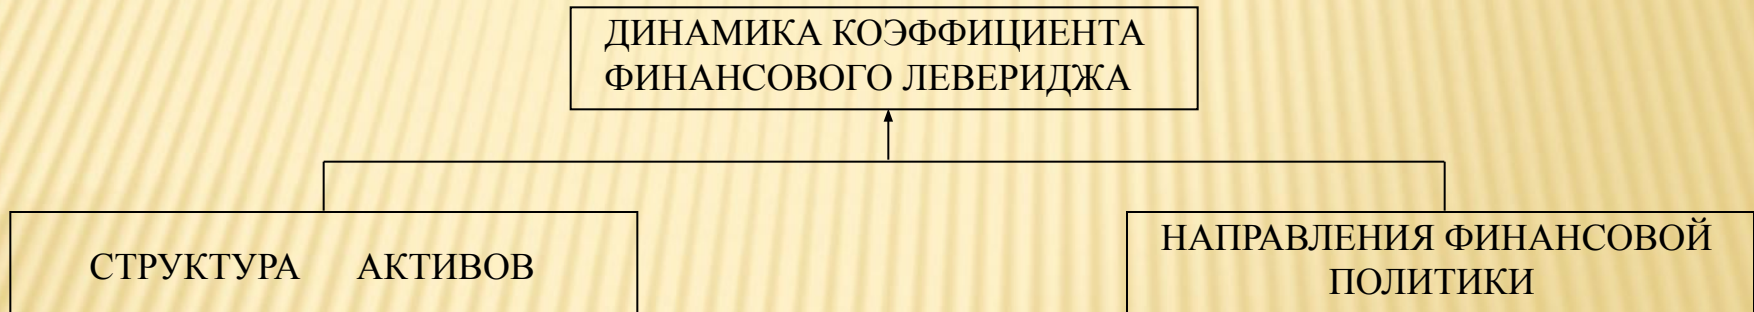 ДИНАМИКА КОЭФФИЦИЕНТА
ФИНАНСОВОГО ЛЕВЕРИДЖА
СТРУКТУРА АКТИВОВ
НАПРАВЛЕНИЯ ФИНАНСОВОЙ
ПОЛИТИКИ